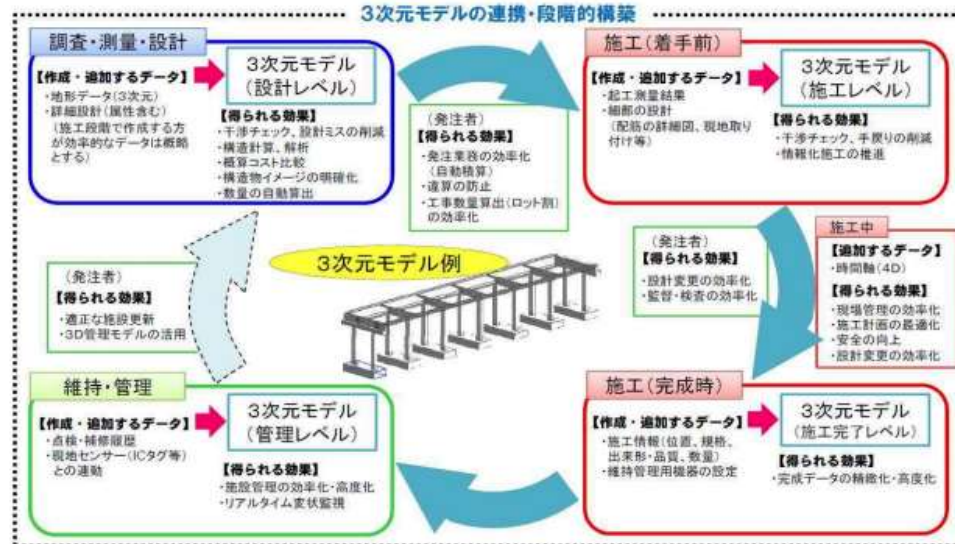 3次元モデルの連携・段階的構築
調査・測量・設計
【作成・追加するデータ】
・地形データ(3次元)
・詳細設計(属性含む)
(施工段階で作成する方
が効率的なデータは概略
とする)
3次元モデル
(設計レベル)
【得られる効果】
・干渉チェック、設計ミスの削減
・構造計算、解析
・概算コスト比較
・構造物イメージの明確化
・数量の自動算出
(発注者)
【得られる効果】
・発注業務の効率化
(自動積算)
・違算の防止
・工事数量算出(ロット割)
の効率化
施工(着手前)
【作成・追加するデータ】
・起工測量結果
・細部の設計
(配筋の詳細図、現地取り
付け等)
3次元モデル
(施工レベル)
【得られる効果】
・干渉チェック、手戻りの削減
・情報化施工の推進
(発注者)
【得られる効果】
・設計変更の効率化
・監督・検査の効率化
施工中
【追加するデータ】
・時間軸(4D)
【得られる効果】
・現場管理の効率化
・施工計画の最適化
・安全の向上
・設計変更の効率化
3次元モデル例
(発注者)
【得られる効果】
・適正な施設更新
・3D管理モデルの活用
維持・管理
【作成・追加するデータ】
・点検・補修履歴
・現地センサー(ICタグ等)
との連動
3次元モデル
(管理レベル)
【得られる効果】
・施設管理の効率化・高度化
・リアルタイム変状監視
施工(完成時)
【作成・追加するデータ】
・施工情報(位置、規格、
出来形・品質、数量)
・維持管理用機器の設定
3次元モデル
(施工完了レベル)
【得られる効果】
・完成データの精緻化・高度化